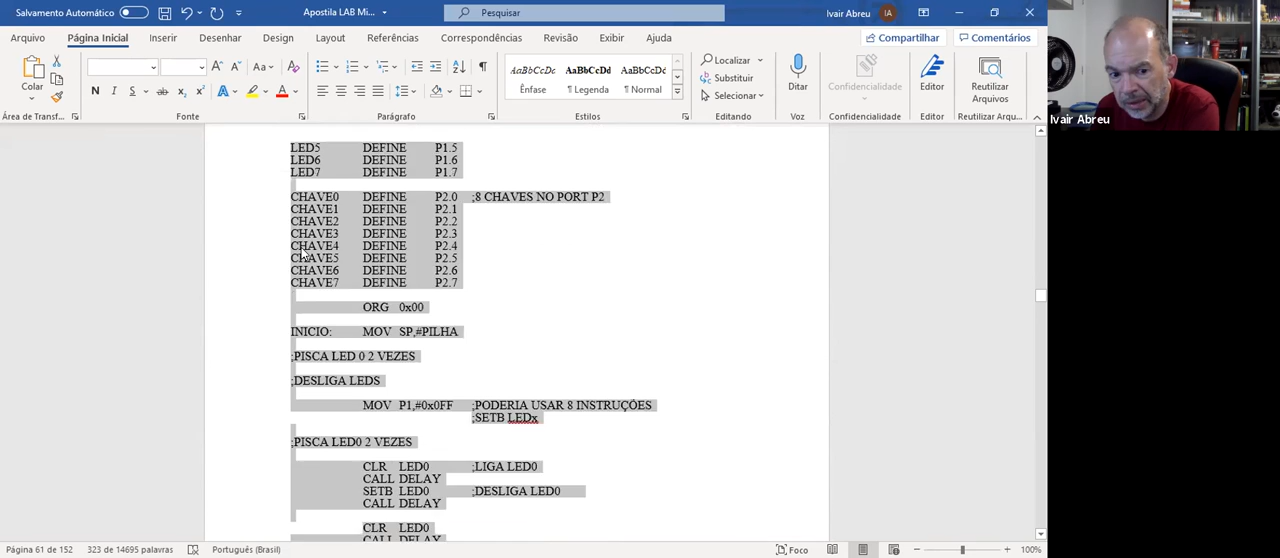 Salvamento Automático
Apostila LAB Mi...
Pesquisar
Ivair Abreu
IA
Arquivo
Página Inicial
Inserir
Desenhar
Design
Layout
Referências
Correspondências
Revisão
Exibir
Ajuda
Compartilhar
Comentários
Colar
Aa
N I S
A
AaBbCcDc
AaBbCcDd
AaBbCcDd
Ênfase
¶ Legenda
¶ Normal
Localizar
Substituir
Selecionar
Ditar
Confidencialidade
Editor
Reutilizar
Arquivos
Área de Transf...
Fonte
Parágrafo
Estilos
Editando
Voz
Confidencialidade
Editor
Reutilizar Arqu...
Ivair Abreu
LED5 DEFINE P1.5
LED6 DEFINE P1.6
LED7 DEFINE P1.7
CHAVE0 DEFINE P2.0 ;8 CHAVES NO PORT P2
CHAVE1 DEFINE P2.1
CHAVE2 DEFINE P2.2
CHAVE3 DEFINE P2.3
CHAVE4 DEFINE P2.4
CHAVE5 DEFINE P2.5
CHAVE6 DEFINE P2.6
CHAVE7 DEFINE P2.7
ORG 0x00
INICIO: MOV SP,#PILHA
;PISCA LED 0 2 VEZES
;DESLIGA LEDS
MOV P1,#0x0FF ;PODERIA USAR 8 INSTRUÇÕES
;SETB LEDx
;PISCA LED0 2 VEZES
CLR LED0 ;LIGA LED0
CALL DELAY
SETB LED0 ;DESLIGA LED0
CALL DELAY
CLR LED0
CALL DELAY
Página 61 de 152
323 de 14695 palavras
Português (Brasil)
Foco
100%